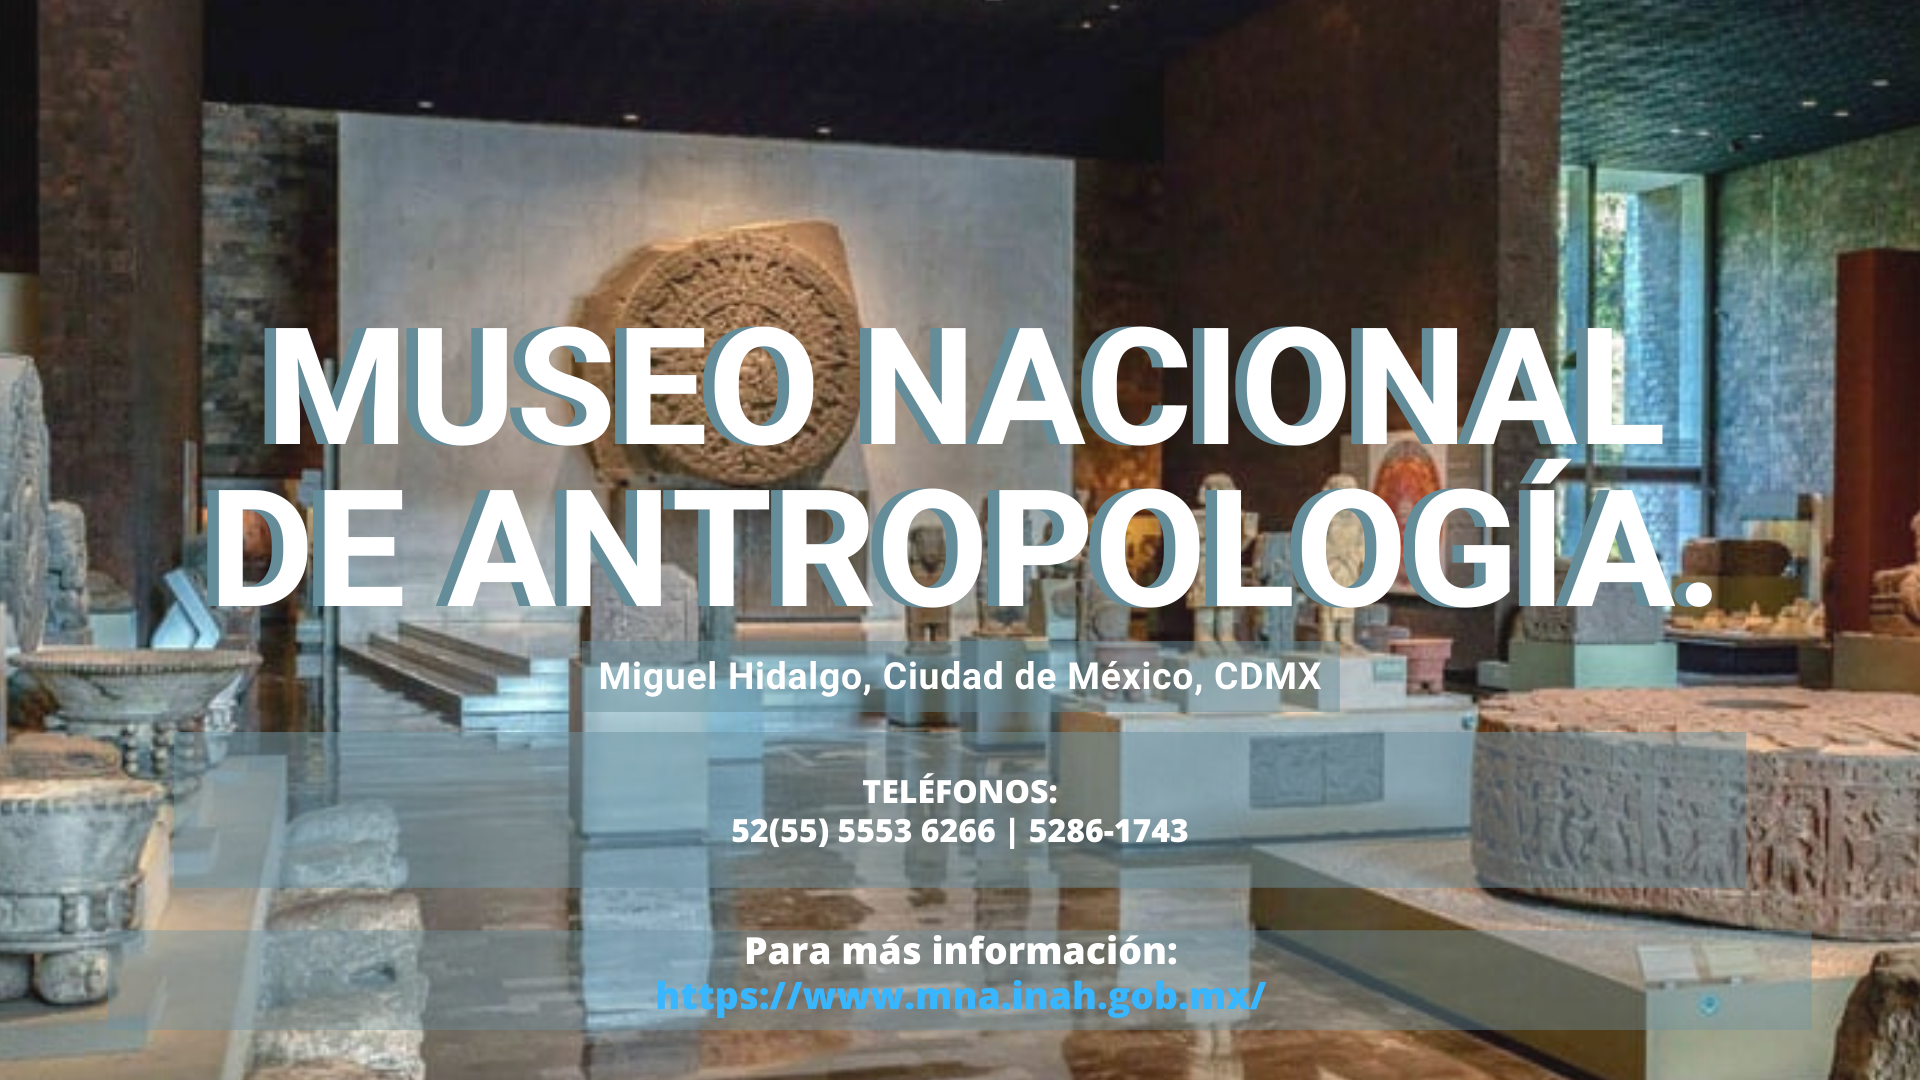 MUSEO NACIONAL
DE ANTROPOLOGÍA.
Miguel Hidalgo, Ciudad de México, CDMX
TELÉFONOS:
52(55) 5553 6266 | 5286-1743
Para más información:
https://www.mna.inah.gob.mx/